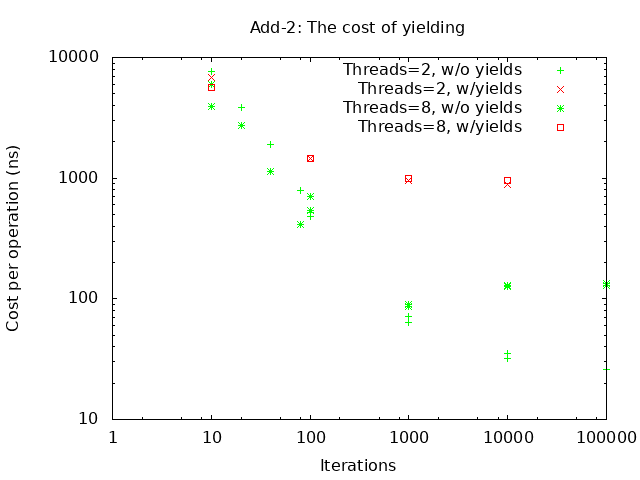 Add-2: The cost of yielding
Cost per operation (ns)
10000
1000
100
10
Threads=2, w/o yields
Threads=2, w/yields
Threads=8, w/o yields
Threads=8, w/yields
1 10 100 1000 10000 100000
Iterations